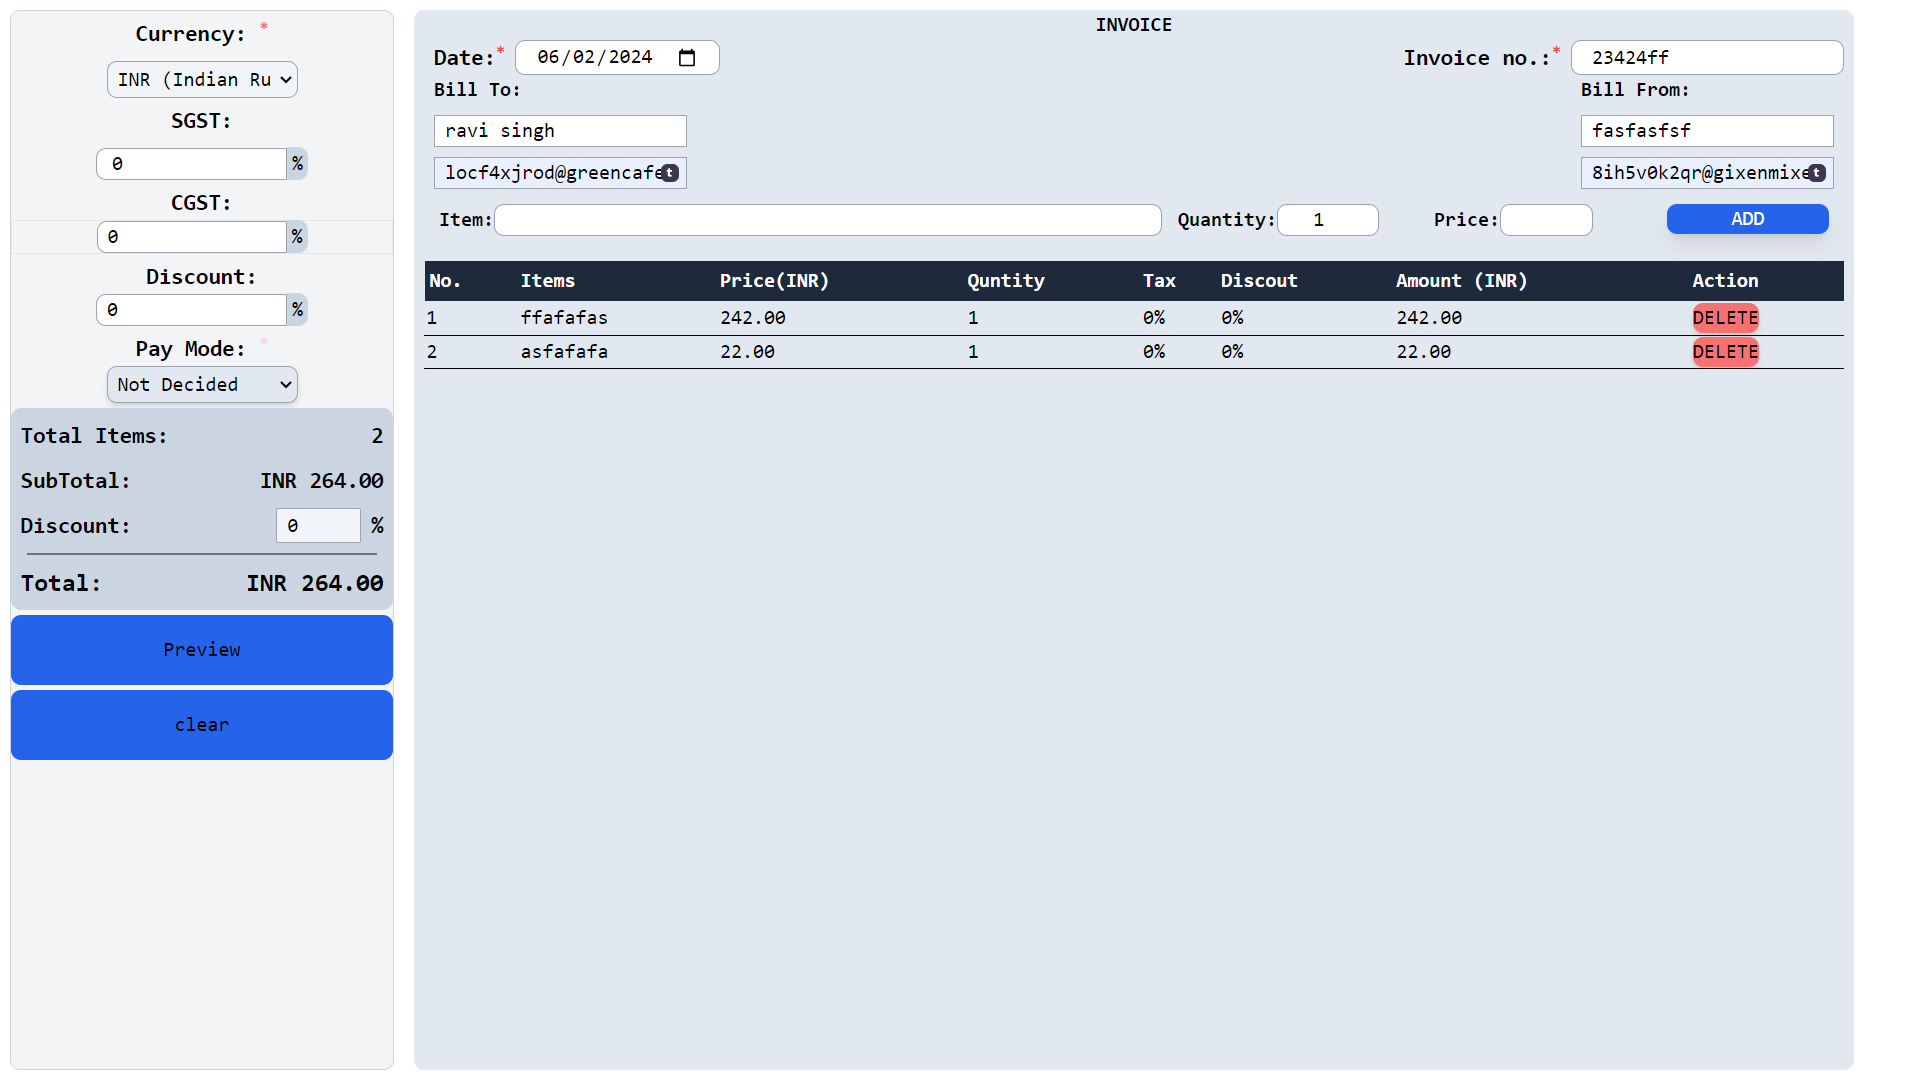 Currency: *
INR (Indian Ru
SGST:
0 %
CGST:
0 %
Discount:
0 %
Pay Mode: *
Not Decided
Total Items: 2
SubTotal: INR 264.00
Discount: 0 %
Total: INR 264.00
Preview
clear
INVOICE
Date:* 06/02/2024
Invoice no.:* 23424ff
Bill To:
Bill From:
ravi singh
fasfasfsf
locf4xjrod@greencafe t
8ih5v0k2qr@gixenmixe t
Item: Quantity: 1 Price: ADD
No. Items Price(INR) Quntity Tax Discout Amount (INR) Action
1 ffafafas 242.00 1 0% 0% 242.00 DELETE
2 asfafafa 22.00 1 0% 0% 22.00 DELETE